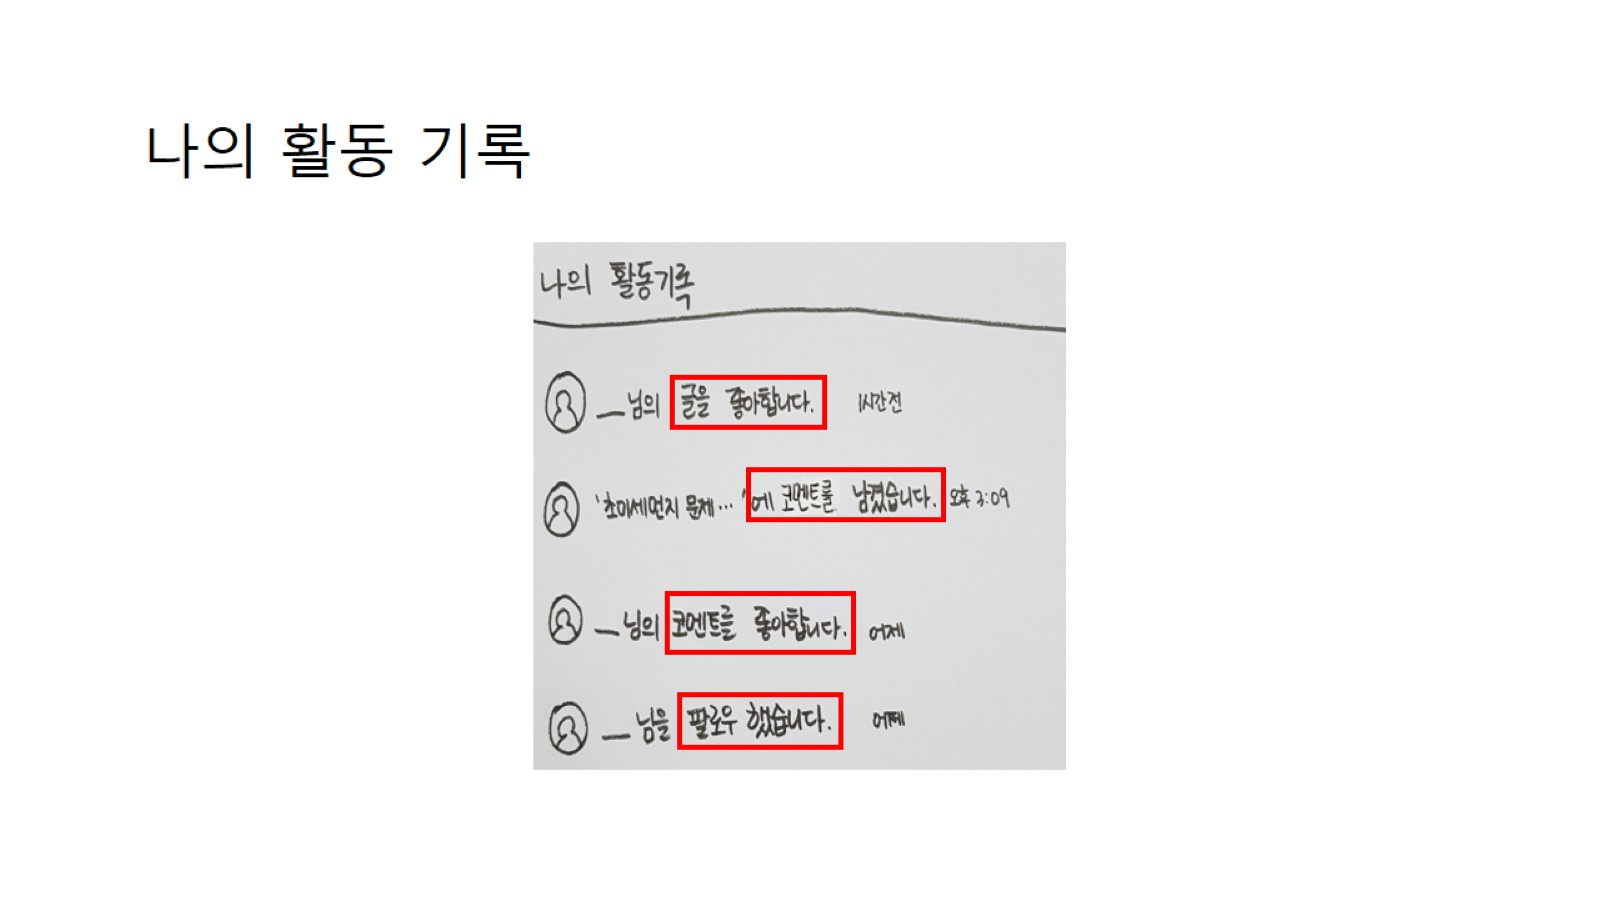 나의 활동 기록
나의 활동기록
__님의 글을 좋아합니다. 1시간전
'초미세먼지 문제...'에 코멘트를 남겼습니다. 오후 3:09
__님의 코멘트를 좋아합니다. 어제
__님을 팔로우 했습니다. 어제